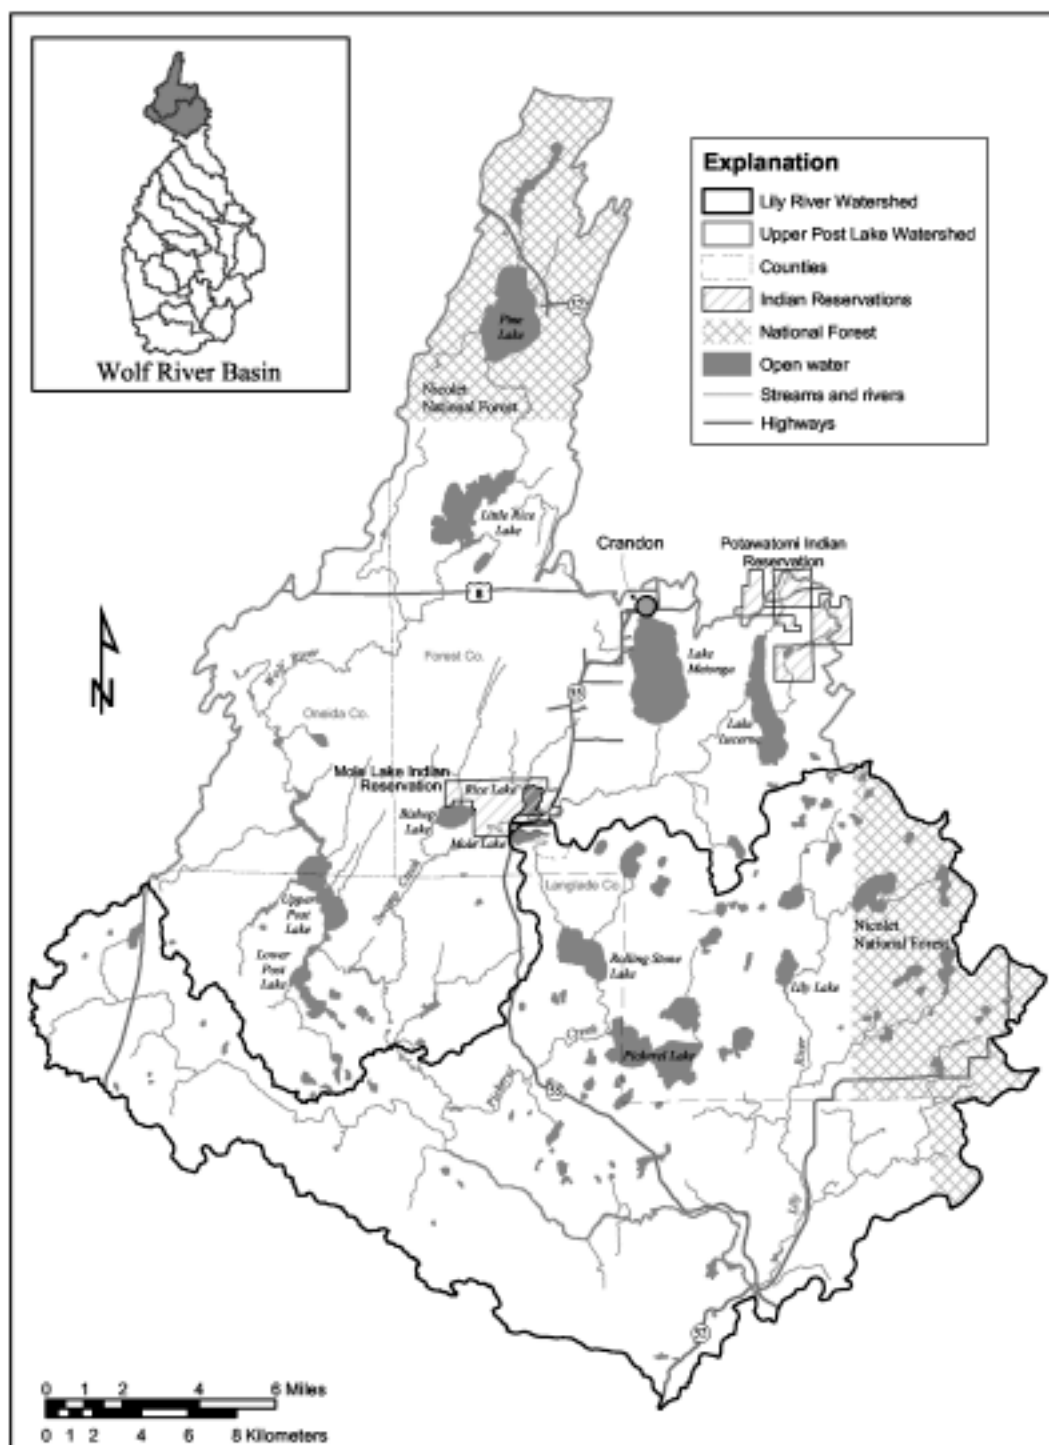 Wolf River Basin
Explanation
Lily River Watershed
Upper Post Lake Watershed
Counties
Indian Reservations
National Forest
Open water
Streams and rivers
Highways
Pine
Lake
Nicolet
National Forest
Little Rice
Lake
Crandon
Potawatomi Indian
Reservation
8
N
Wolf River
Forest Co.
Lake
Metonga
55
Oneida Co.
Lake
Lucerne
Mole Lake Indian
Reservation
Rice Lake
Bishop
Lake
Mole Lake
Swamp Creek
Langlade Co.
Upper
Post
Lake
Nicolet
National Forest
Lower
Post
Lake
Rolling Stone
Lake
Lily Lake
Creek
Pickerel Lake
River
Pickerel
55
Lily
0 1 2 4 6 Miles
0 1 2 4 6 8 Kilometers